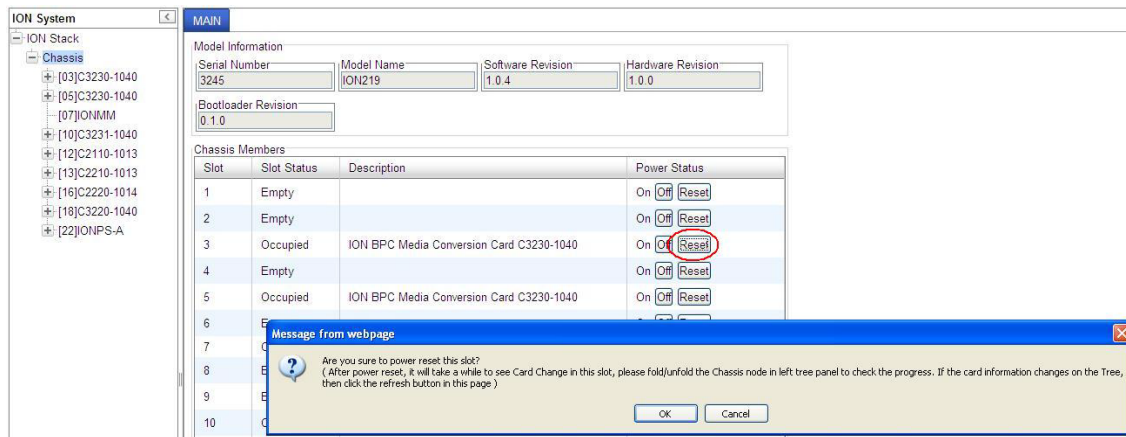 ION System
ION Stack
Chassis
[03]C3230-1040
[05]C3230-1040
[07]IONMM
[10]C3231-1040
[12]C2110-1013
[13]C2210-1013
[16]C2220-1014
[18]C3220-1040
[22]IONPS-A
MAIN
Model Information
Serial Number Model Name Software Revision Hardware Revision
3245 ION219 1.0.4 1.0.0
Bootloader Revision
0.1.0
Chassis Members
Slot Slot Status Description Power Status
1 Empty On Off Reset
2 Empty On Off Reset
3 Occupied ION BPC Media Conversion Card C3230-1040 On Off Reset
4 Empty On Off Reset
5 Occupied ION BPC Media Conversion Card C3230-1040 On Off Reset
6
7
8
9
10
Message from webpage
Are you sure to power reset this slot?
( After power reset, it will take a while to see Card Change in this slot, please fold/unfold the Chassis node in left tree panel to check the progress. If the card information changes on the Tree,
then click the refresh button in this page )
OK Cancel